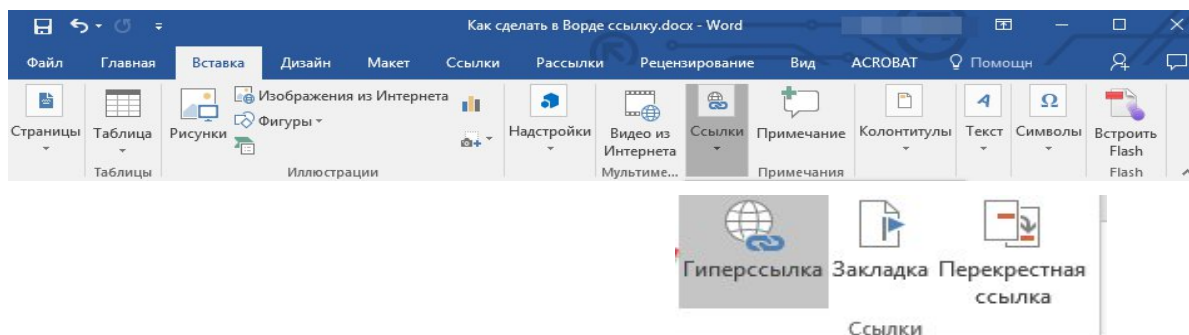 Как сделать в Ворде ссылку.docx - Word
Файл Главная Вставка Дизайн Макет Ссылки Рассылки Рецензирование Вид ACROBAT Помощн
Страницы Таблица Рисунки Изображения из Интернета Фигуры Надстройки Видео из Интернета Ссылки Примечание Колонтитулы Текст Символы Встроить Flash
Таблицы Иллюстрации Мультиме... Примечания Flash
Гиперссылка Закладка Перекрестная
ссылка
Ссылки